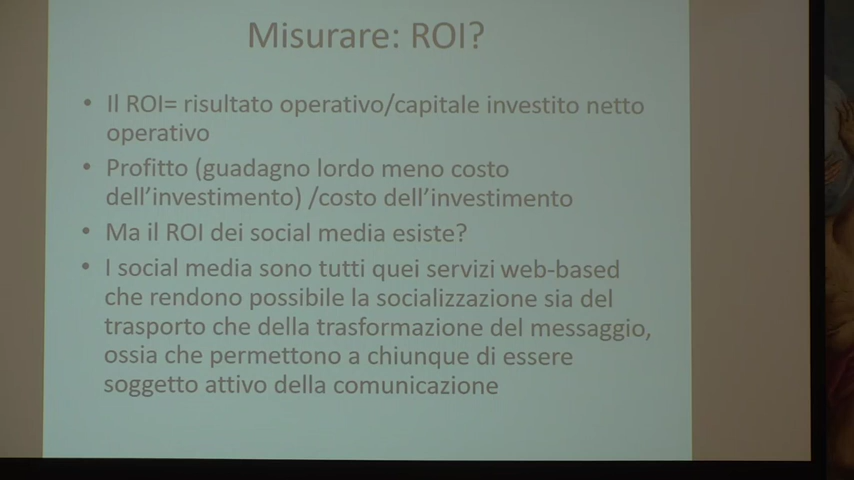 Misurare: ROI?
• Il ROI= risultato operativo/capitale investito netto
operativo
• Profitto (guadagno lordo meno costo
dell'investimento) /costo dell'investimento
• Ma il ROI dei social media esiste?
• I social media sono tutti quei servizi web-based
che rendono possibile la socializzazione sia del
trasporto che della trasformazione del messaggio,
ossia che permettono a chiunque di essere
soggetto attivo della comunicazione